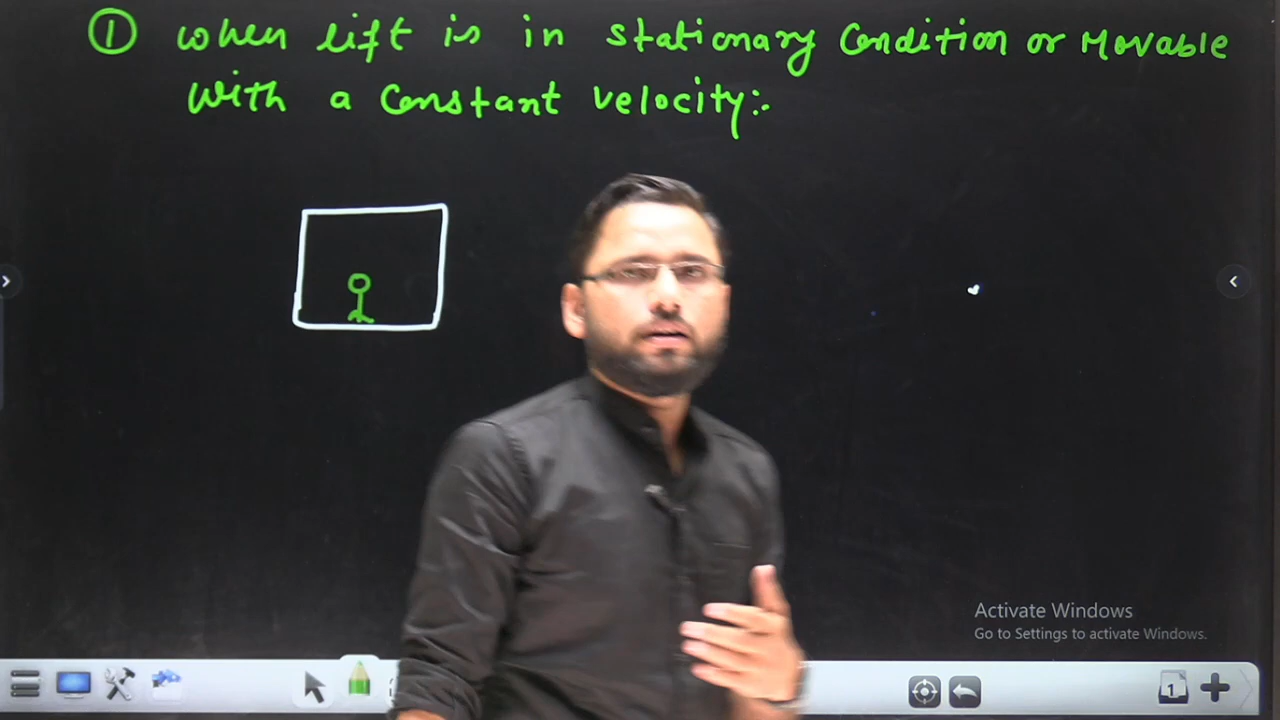 ① When lift is in stationary Condition or Movable
with a Constant velocity:-
Activate Windows
Go to Settings to activate Windows.
1